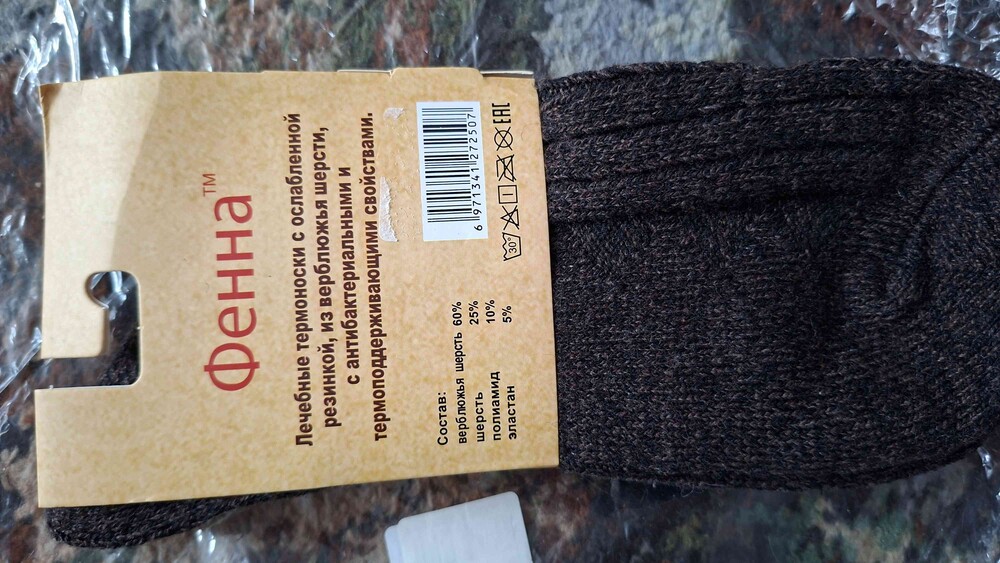 Фенна™
Лечебные термоноски с ослабленной
резинкой, из верблюжья шерсти,
с антибактериальными и
термоподдерживающими свойствами.
Состав:
верблюжья шерсть 60%
шерсть 25%
полиамид 10%
эластан 5%
6 971341 272507
30° EAC